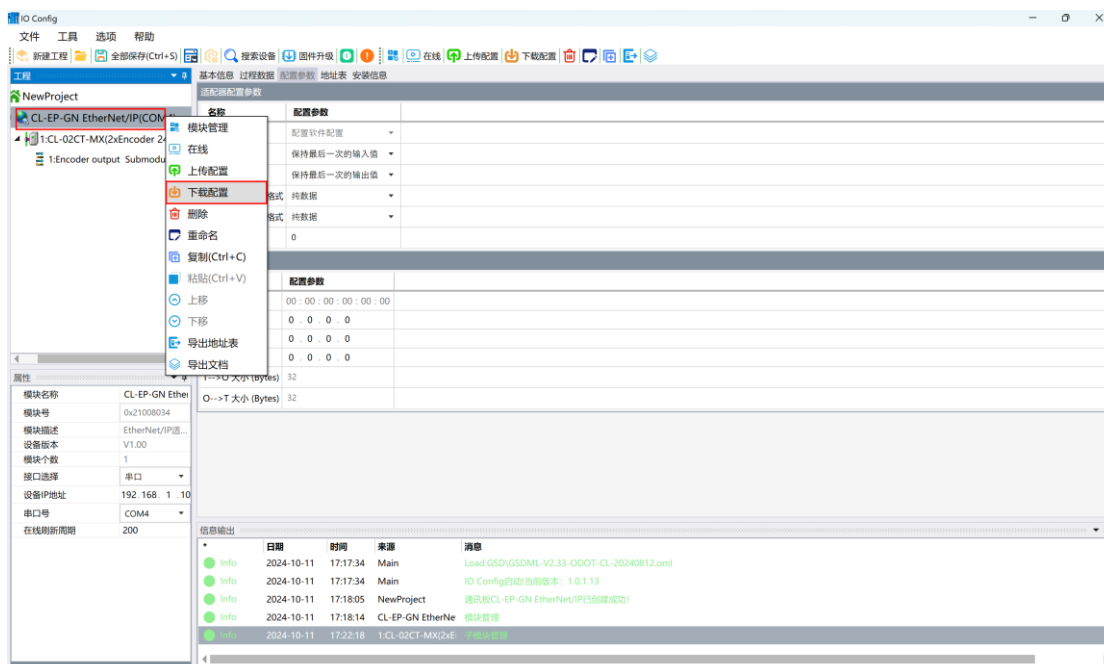 IO Config
文件 工具 选项 帮助
新建工程 全部保存(Ctrl+S) 搜索设备 固件升级 在线 上传配置 下载配置
工程
基本信息 过程数据 配置参数 地址表 安装信息
NewProject
适配器配置参数
CL-EP-GN EtherNet/IP(COM
名称 配置参数
模块管理
配置软件配置
1:CL-02CT-MX(2xEncoder 24
在线
保持最后一次的输入值
1:Encoder output Submodu
上传配置
保持最后一次的输出值
下载配置
格式 纯数据
删除
格式 纯数据
重命名
0
复制(Ctrl+C)
粘贴(Ctrl+V)
配置参数
上移
00 : 00 : 00 : 00 : 00 : 00
下移
0 . 0 . 0 . 0
导出地址表
0 . 0 . 0 . 0
导出文档
0 . 0 . 0 . 0
属性
T-->O 大小 (Bytes) 32
模块名称 CL-EP-GN Ether
O-->T 大小 (Bytes) 32
模块号 0x21008034
模块描述 EtherNet/IP适...
设备版本 V1.00
模块个数 1
接口选择 串口
设备IP地址 192 . 168 . 1 . 10
串口号 COM4
在线刷新周期 200
信息输出
* 日期 时间 来源 消息
Info 2024-10-11 17:17:34 Main Load:GSD\GSDML-V2.33-ODOT-CL-20240812.oml
Info 2024-10-11 17:17:34 Main IO Config启动!当前版本：1.0.1.13
Info 2024-10-11 17:18:05 NewProject 通讯板CL-EP-GN EtherNet/IP已创建成功!
Info 2024-10-11 17:18:14 CL-EP-GN EtherNe 模块管理
Info 2024-10-11 17:22:18 1:CL-02CT-MX(2xE 子模块管理